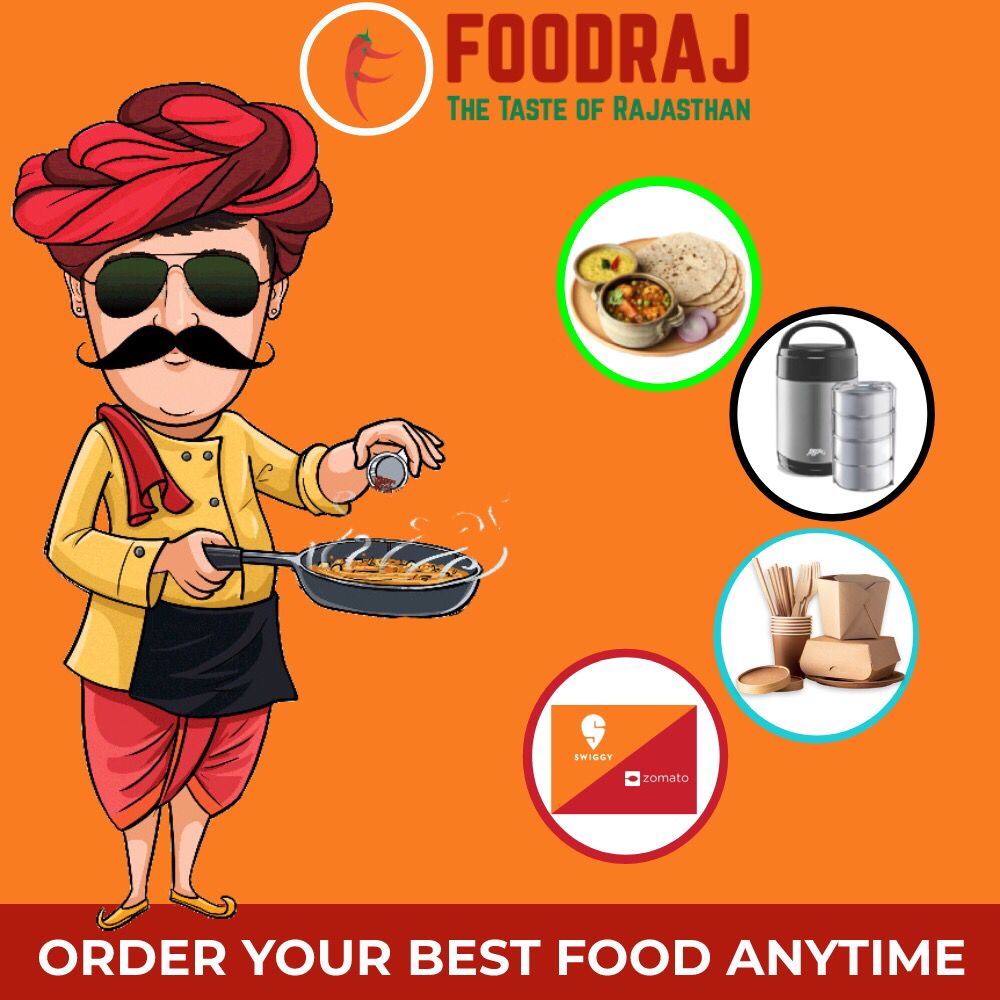 FOODRAJ
THE TASTE OF RAJASTHAN
SWIGGY
zomato
ORDER YOUR BEST FOOD ANYTIME